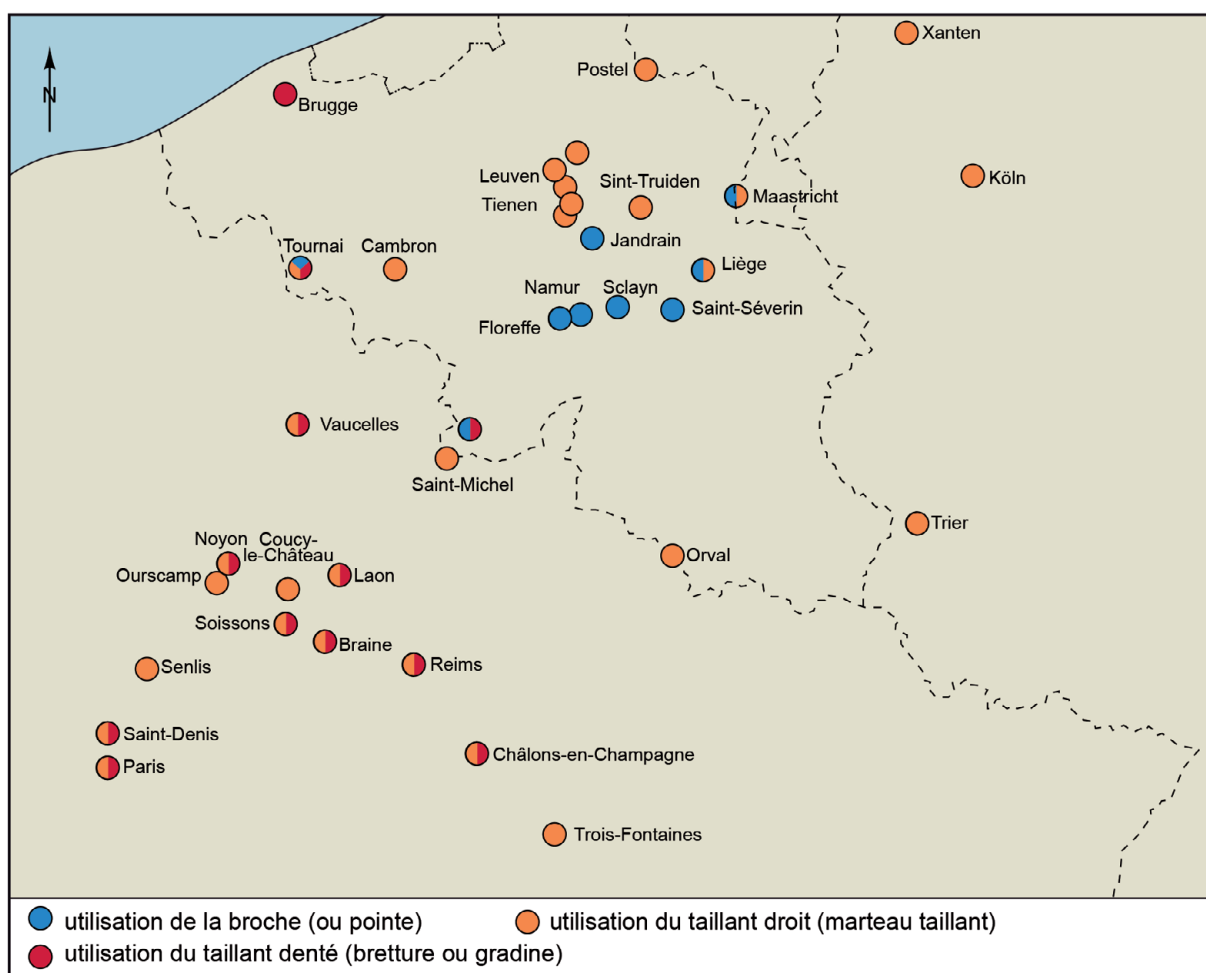 Xanten
Postel
N
Brugge
Leuven
Sint-Truiden
Köln
Maastricht
Tienen
Jandrain
Tournai
Cambron
Liège
Namur
Sclayn
Saint-Séverin
Floreffe
Vaucelles
Saint-Michel
Trier
Noyon
Coucy-
le-Château
Orval
Ourscamp
Laon
Soissons
Braine
Reims
Senlis
Saint-Denis
Châlons-en-Champagne
Paris
Trois-Fontaines
utilisation de la broche (ou pointe)
utilisation du taillant droit (marteau taillant)
utilisation du taillant denté (bretture ou gradine)